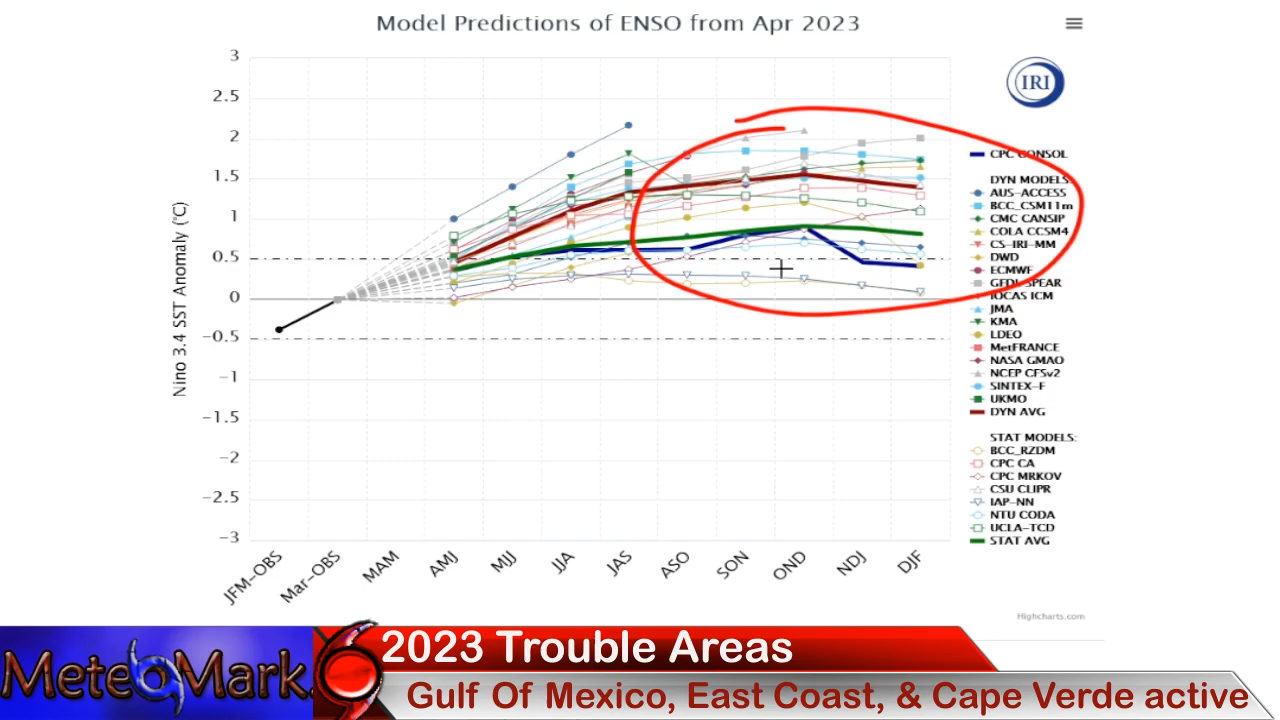 Model Predictions of ENSO from Apr 2023
IRI
Nino 3.4 SST Anomaly (°C)
3
2.5
2
1.5
1
0.5
0
−0.5
−1
−1.5
−2
−2.5
−3
JFM-OBS
Mar-OBS
MAM
AMJ
MJJ
JJA
JAS
ASO
SON
OND
NDJ
DJF
CPC CONSOL
DYN MODELS:
AUS-ACCESS
BCC_CSM11m
CMC CANSIP
COLA CCSM4
CS-IRI-MM
DWD
ECMWF
GFDL SPEAR
IOCAS ICM
JMA
KMA
LDEO
MetFRANCE
NASA GMAO
NCEP CFSv2
SINTEX-F
UKMO
DYN AVG
STAT MODELS:
BCC_RZDM
CPC CA
CPC MRKOV
CSU CLIPR
IAP-NN
NTU CODA
UCLA-TCD
STAT AVG
Highcharts.com
MeteoMark.
2023 Trouble Areas
Gulf Of Mexico, East Coast, & Cape Verde active